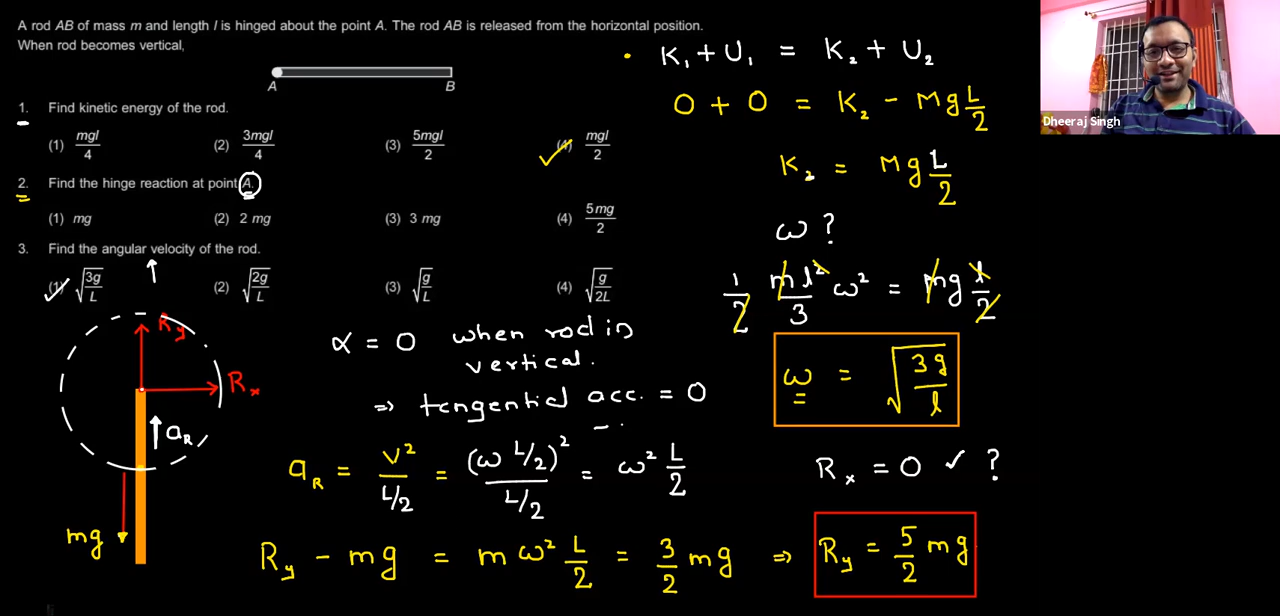 A rod AB of mass m and length l is hinged about the point A. The rod AB is released from the horizontal position.
When rod becomes vertical,
A B
1. Find kinetic energy of the rod.
(1) mgl/4 (2) 3mgl/4 (3) 5mgl/2 (4) mgl/2
2. Find the hinge reaction at point A.
(1) mg (2) 2 mg (3) 3 mg (4) 5mg/2
3. Find the angular velocity of the rod.
(1) √(3g/L) (2) √(2g/L) (3) √(g/L) (4) √(g/2L)
K₁ + U₁ = K₂ + U₂
0 + 0 = K₂ - Mg L/2
K₂ = Mg L/2
ω ?
1/2 ml²/3 ω² = mg l/2
ω = √(3g/l)
Rₓ = 0 ✓ ?
Dheeraj Singh
R_y
Rₓ
a_R
mg
α = 0 when rod is
vertical.
⇒ tangential acc. = 0
a_R = v²/(L/2) = (ω L/2)²/(L/2) = ω² L/2
R_y - mg = m ω² L/2 = 3/2 mg ⇒ R_y = 5/2 mg